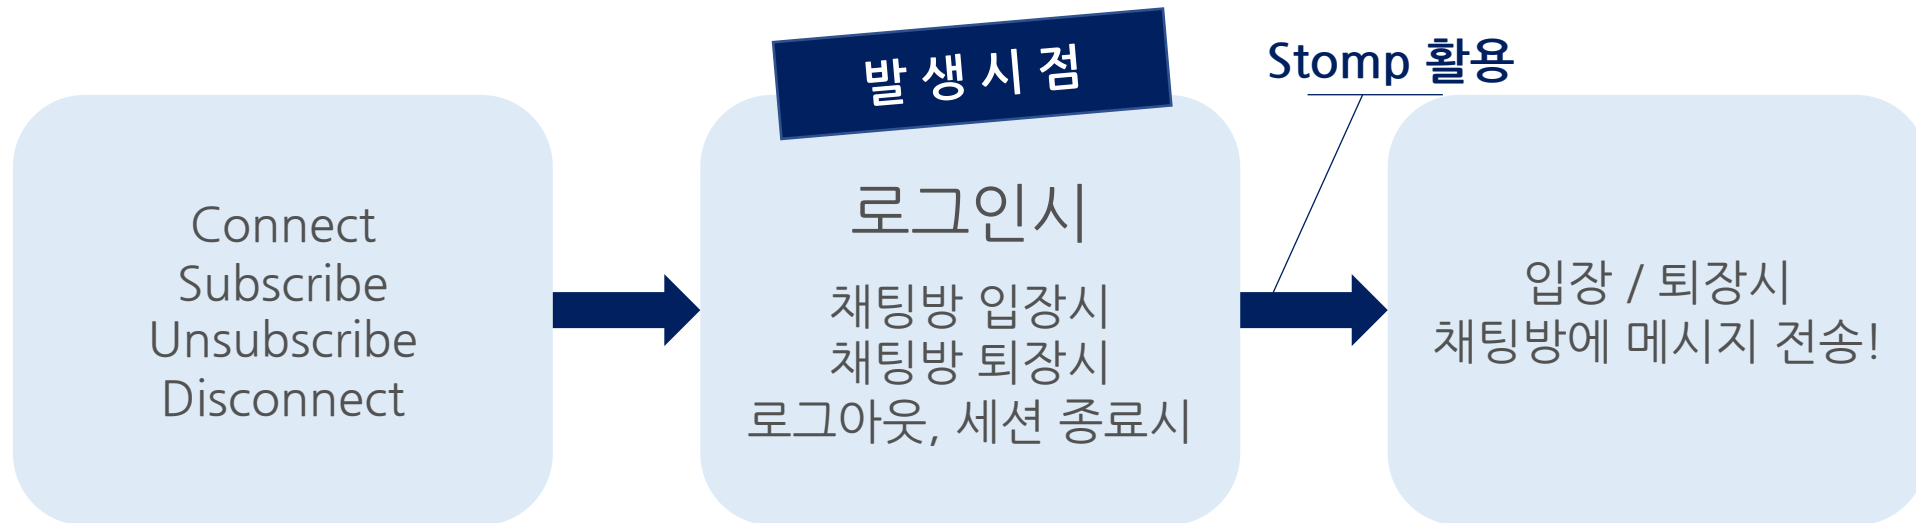 발생시점
Stomp 활용
Connect
Subscribe
Unsubscribe
Disconnect
로그인시
채팅방 입장시
채팅방 퇴장시
로그아웃, 세션 종료시
입장 / 퇴장시
채팅방에 메시지 전송!